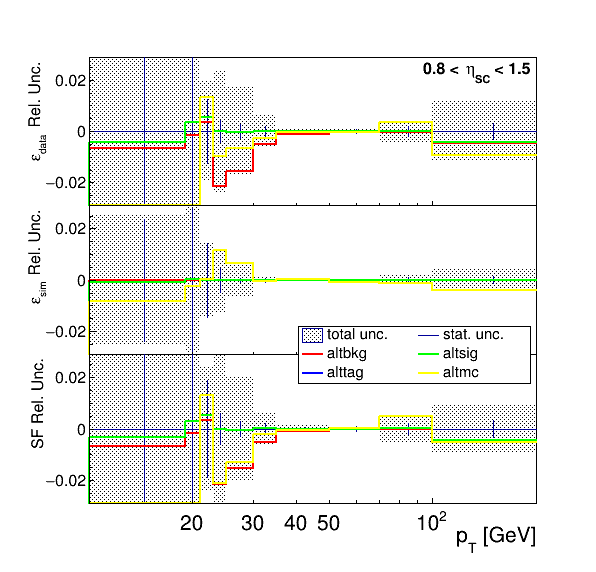 0.8 < η_SC < 1.5
ε_data Rel. Unc.
0.02
0
−0.02
ε_sim Rel. Unc.
0.02
0
−0.02
total unc. stat. unc.
altbkg altsig
alttag altmc
SF Rel. Unc.
0.02
0
−0.02
20 30 40 50 10²
p_T [GeV]